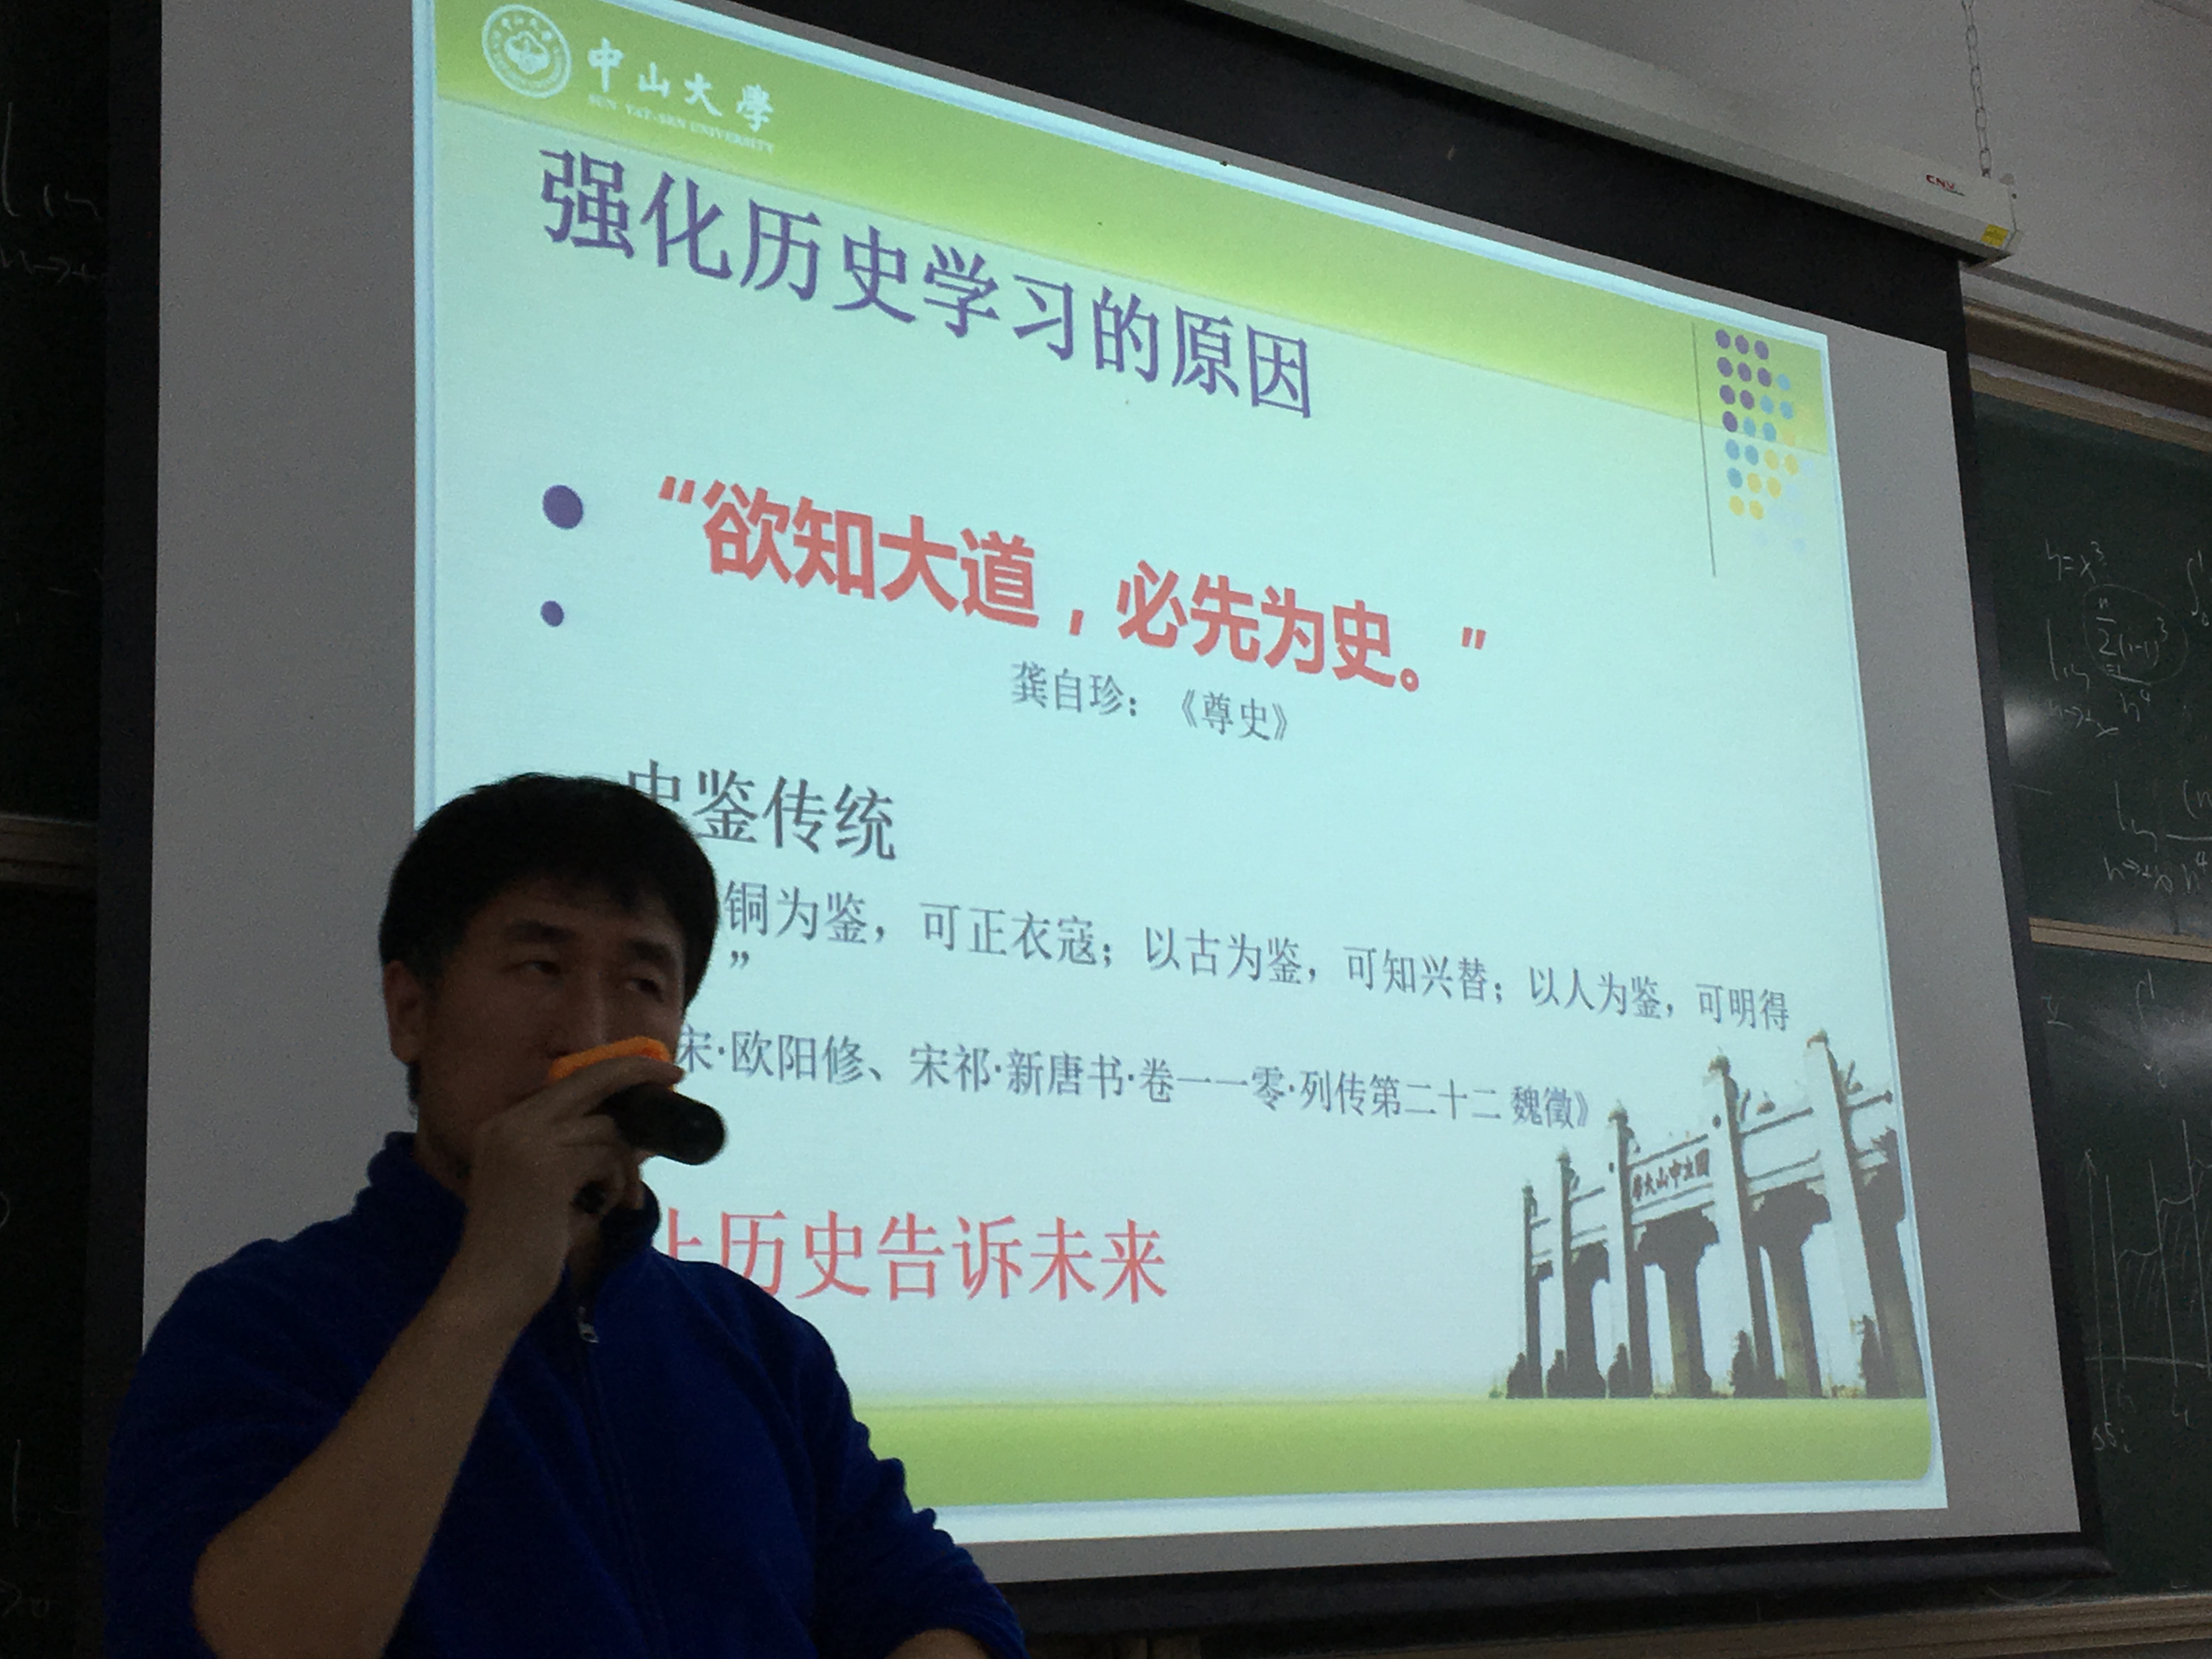 中山大學
SUN YAT-SEN UNIVERSITY
强化历史学习的原因
“欲知大道，必先为史。”
龚自珍：《尊史》
史鉴传统
铜为鉴，可正衣寇；以古为鉴，可知兴替；以人为鉴，可明得
”
宋·欧阳修、宋祁·新唐书·卷一一零·列传第二十二 魏徵》
历史告诉未来
CNV
y=x³